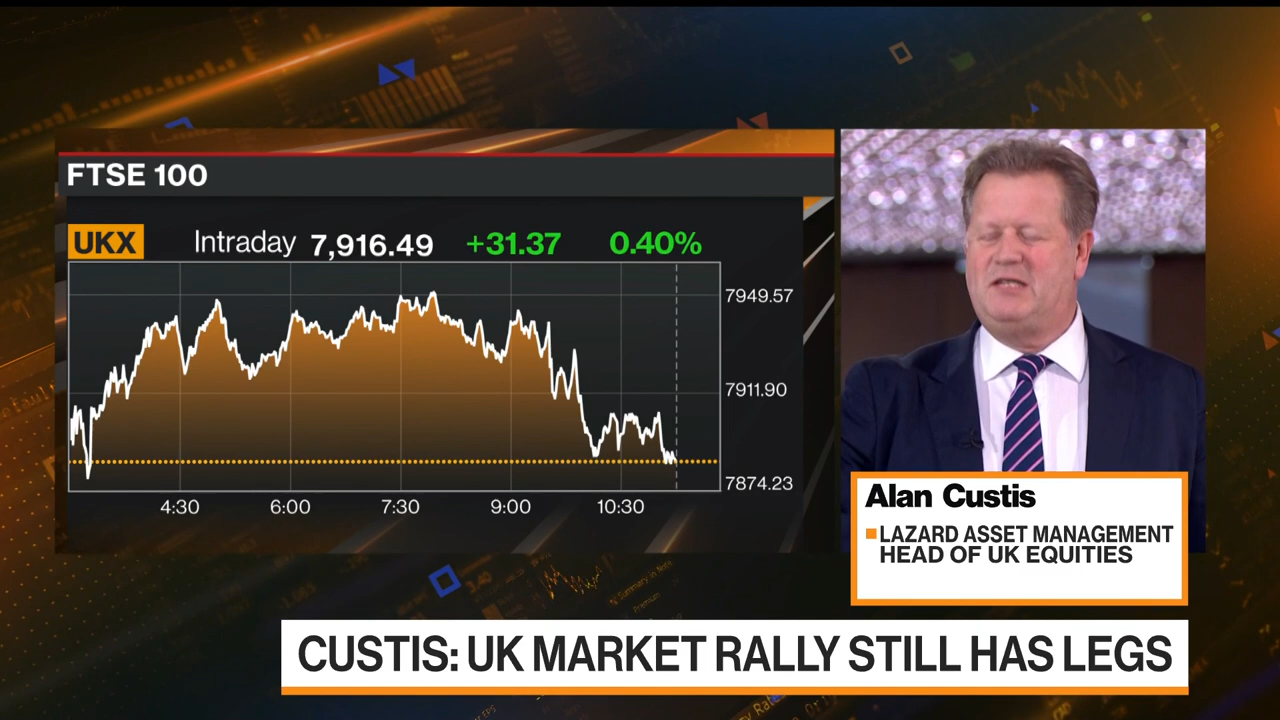 FTSE 100
UKX Intraday 7,916.49 +31.37 0.40%
7949.57
7911.90
7874.23
4:30 6:00 7:30 9:00 10:30
Alan Custis
LAZARD ASSET MANAGEMENT
HEAD OF UK EQUITIES
CUSTIS: UK MARKET RALLY STILL HAS LEGS